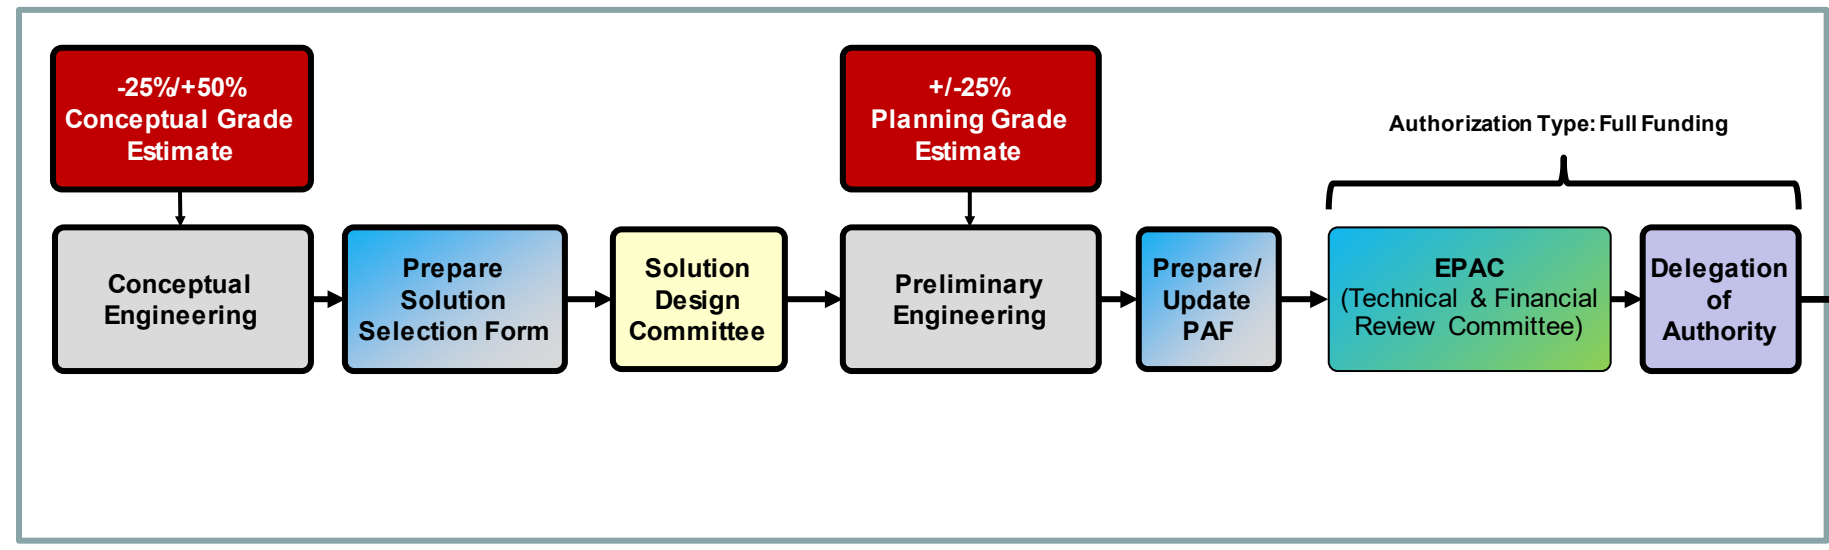 -25%/+50%
Conceptual Grade
Estimate
+/-25%
Planning Grade
Estimate
Authorization Type: Full Funding
Conceptual
Engineering
Prepare
Solution
Selection Form
Solution
Design
Committee
Preliminary
Engineering
Prepare/
Update
PAF
EPAC
(Technical & Financial
Review Committee)
Delegation
of
Authority